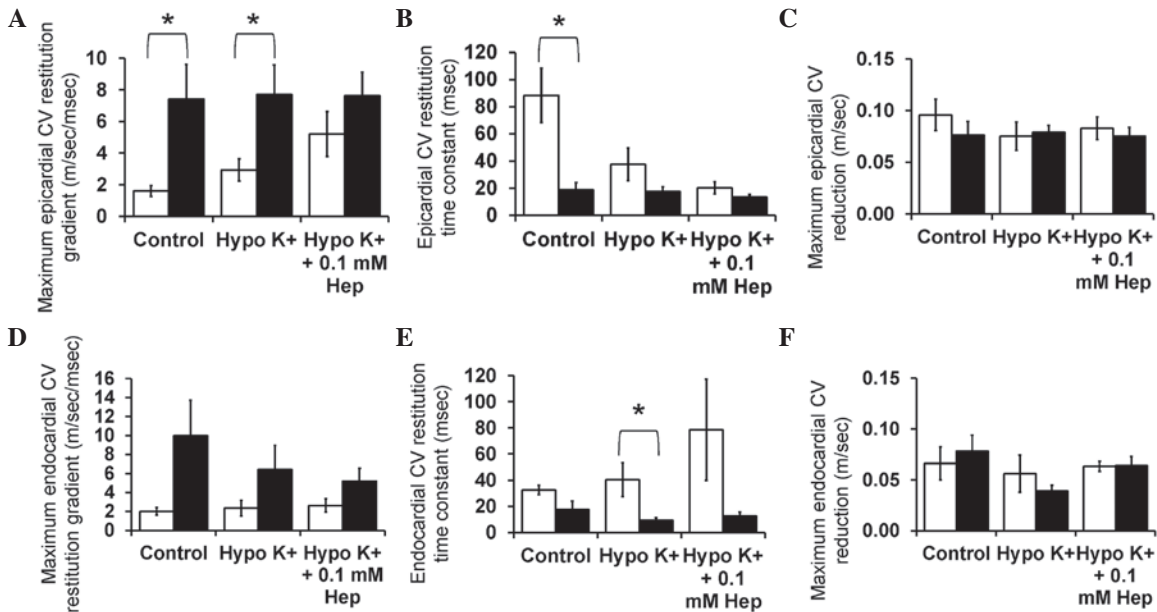 A
Maximum epicardial CV restitution
gradient (m/sec/msec)
10
8
6
4
2
0
*
*
Control
Hypo K+
Hypo K+
+ 0.1 mM
Hep
B
Epicardial CV restitution
time constant (msec)
120
100
80
60
40
20
0
*
Control
Hypo K+
Hypo K+
+ 0.1
mM Hep
C
Maximum epicardial CV
reduction (m/sec)
0.15
0.10
0.05
0.00
Control
Hypo K+
Hypo K+
+ 0.1
mM Hep
D
Maximum endocardial CV
restitution gradient (m/sec/msec)
16
14
12
10
8
6
4
2
0
Control
Hypo K+
Hypo K+
+ 0.1 mM
Hep
E
Endocardial CV restitution
time constant (msec)
120
100
80
60
40
20
0
*
Control
Hypo K+
Hypo K+
+ 0.1
mM Hep
F
Maximum endocardial CV
reduction (m/sec)
0.15
0.10
0.05
0.00
Control
Hypo K+
Hypo K+
+ 0.1
mM Hep